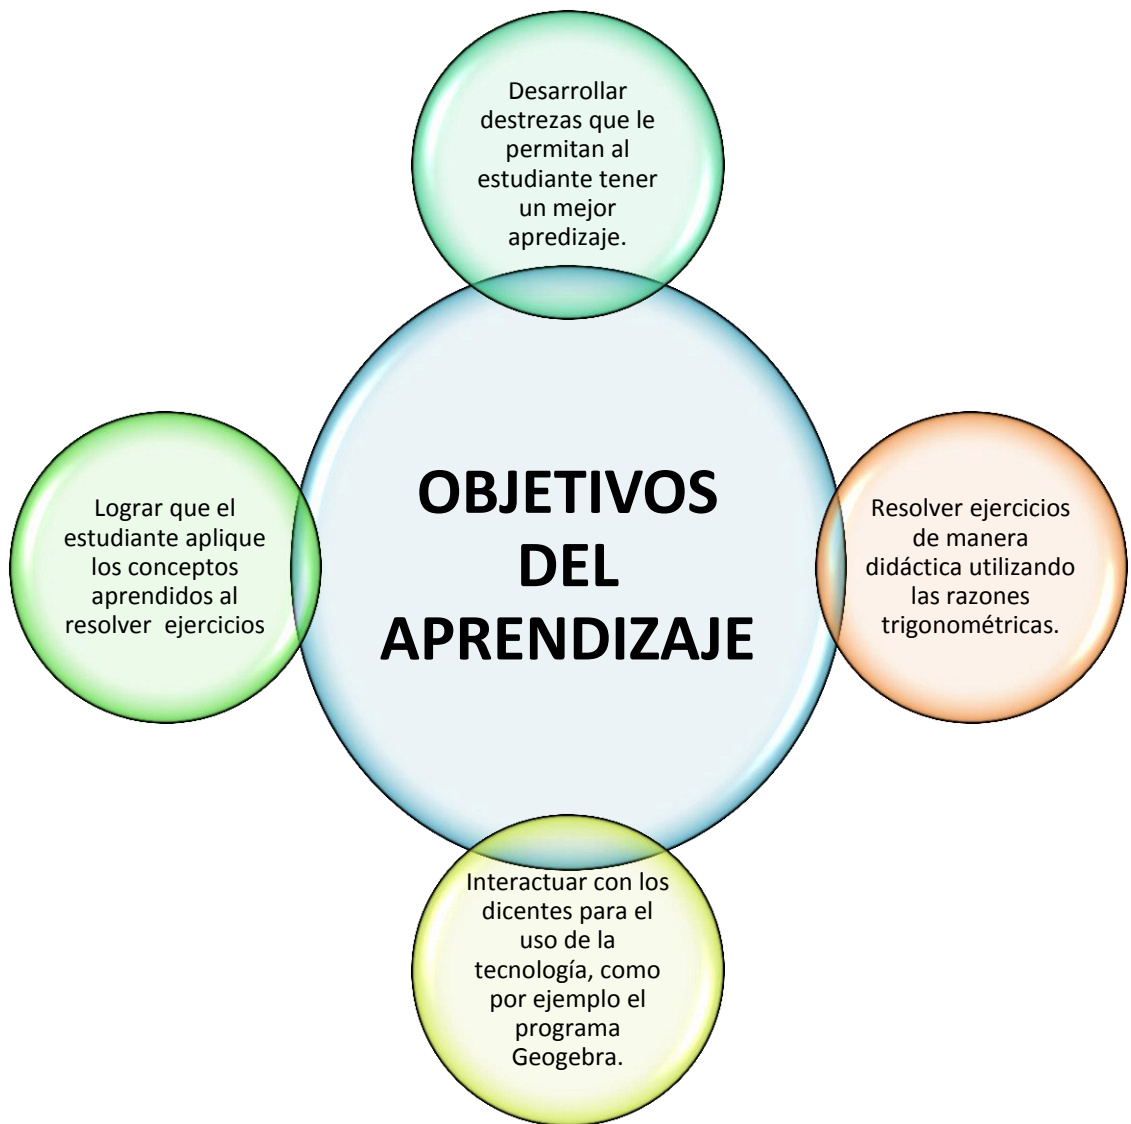 Desarrollar
destrezas que le
permitan al
estudiante tener
un mejor
apredizaje.
OBJETIVOS
DEL
APRENDIZAJE
Lograr que el
estudiante aplique
los conceptos
aprendidos al
resolver  ejercicios
Resolver ejercicios
de manera
didáctica utilizando
las razones
trigonométricas.
Interactuar con los
dicentes para el
uso de la
tecnología, como
por ejemplo el
programa
Geogebra.